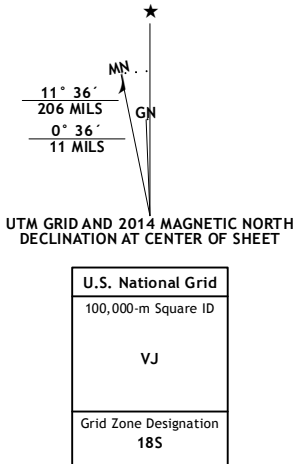 MN
GN
11° 36´
206 MILS
0° 36´
11 MILS
UTM GRID AND 2014 MAGNETIC NORTH
DECLINATION AT CENTER OF SHEET
U.S. National Grid
100,000-m Square ID
VJ
Grid Zone Designation
18S